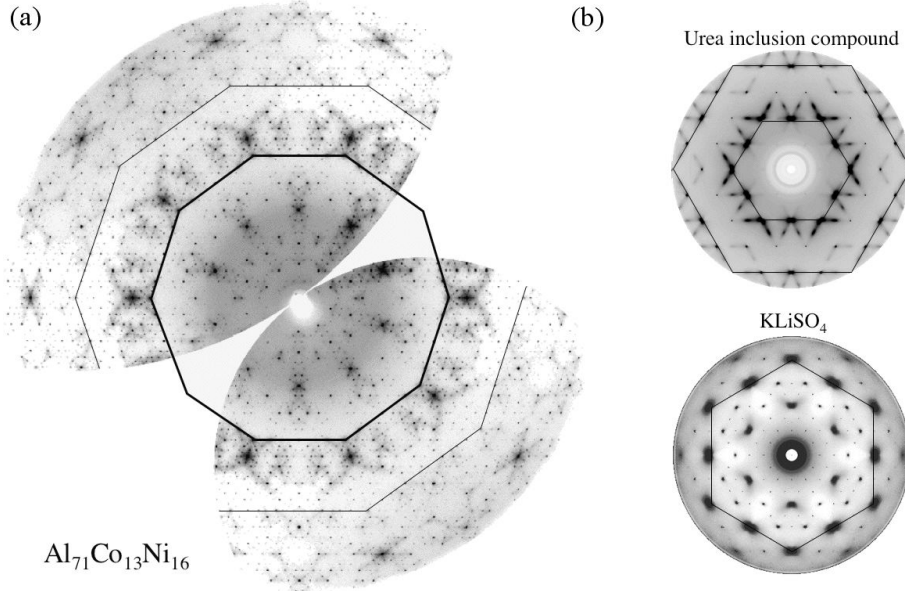 (a)
(b)
Urea inclusion compound
KLiSO₄
Al₇₁Co₁₃Ni₁₆